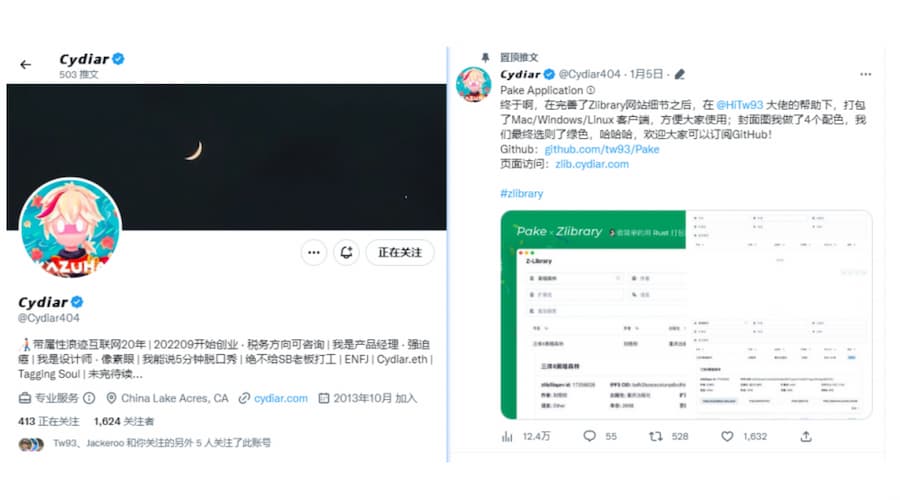 Cydiar
503 推文
正在关注
KAZUHA
Cydiar
@Cydiar404
带属性浪迹互联网20年 | 202209开始创业 · 税务方向可咨询 | 我是产品经理 · 强迫
癌 | 我是设计师 · 像素眼 | 我能说5分钟脱口秀 | 绝不给SB老板打工 | ENFJ | Cydiar.eth |
Tagging Soul | 未完待续...
专业服务 China Lake Acres, CA cydiar.com 2013年10月 加入
413 正在关注 1,624 关注者
Tw93、Jackeroo 和你关注的另外 5 人关注了此账号
置顶推文
Cydiar @Cydiar404 · 1月5日 ·
Pake Application
终于啊，在完善了Zlibrary网站细节之后，在 @HiTw93 大佬的帮助下，打包
了Mac/Windows/Linux 客户端，方便大家使用；封面图我做了4个配色，我
们最终选则了绿色，哈哈哈，欢迎大家可以订阅GitHub！
Github：github.com/tw93/Pake
页面访问：zlib.cydiar.com
#zlibrary
Pake × Zlibrary
Z-Library
三体II黑暗森林
12.4万 55 528 1,632